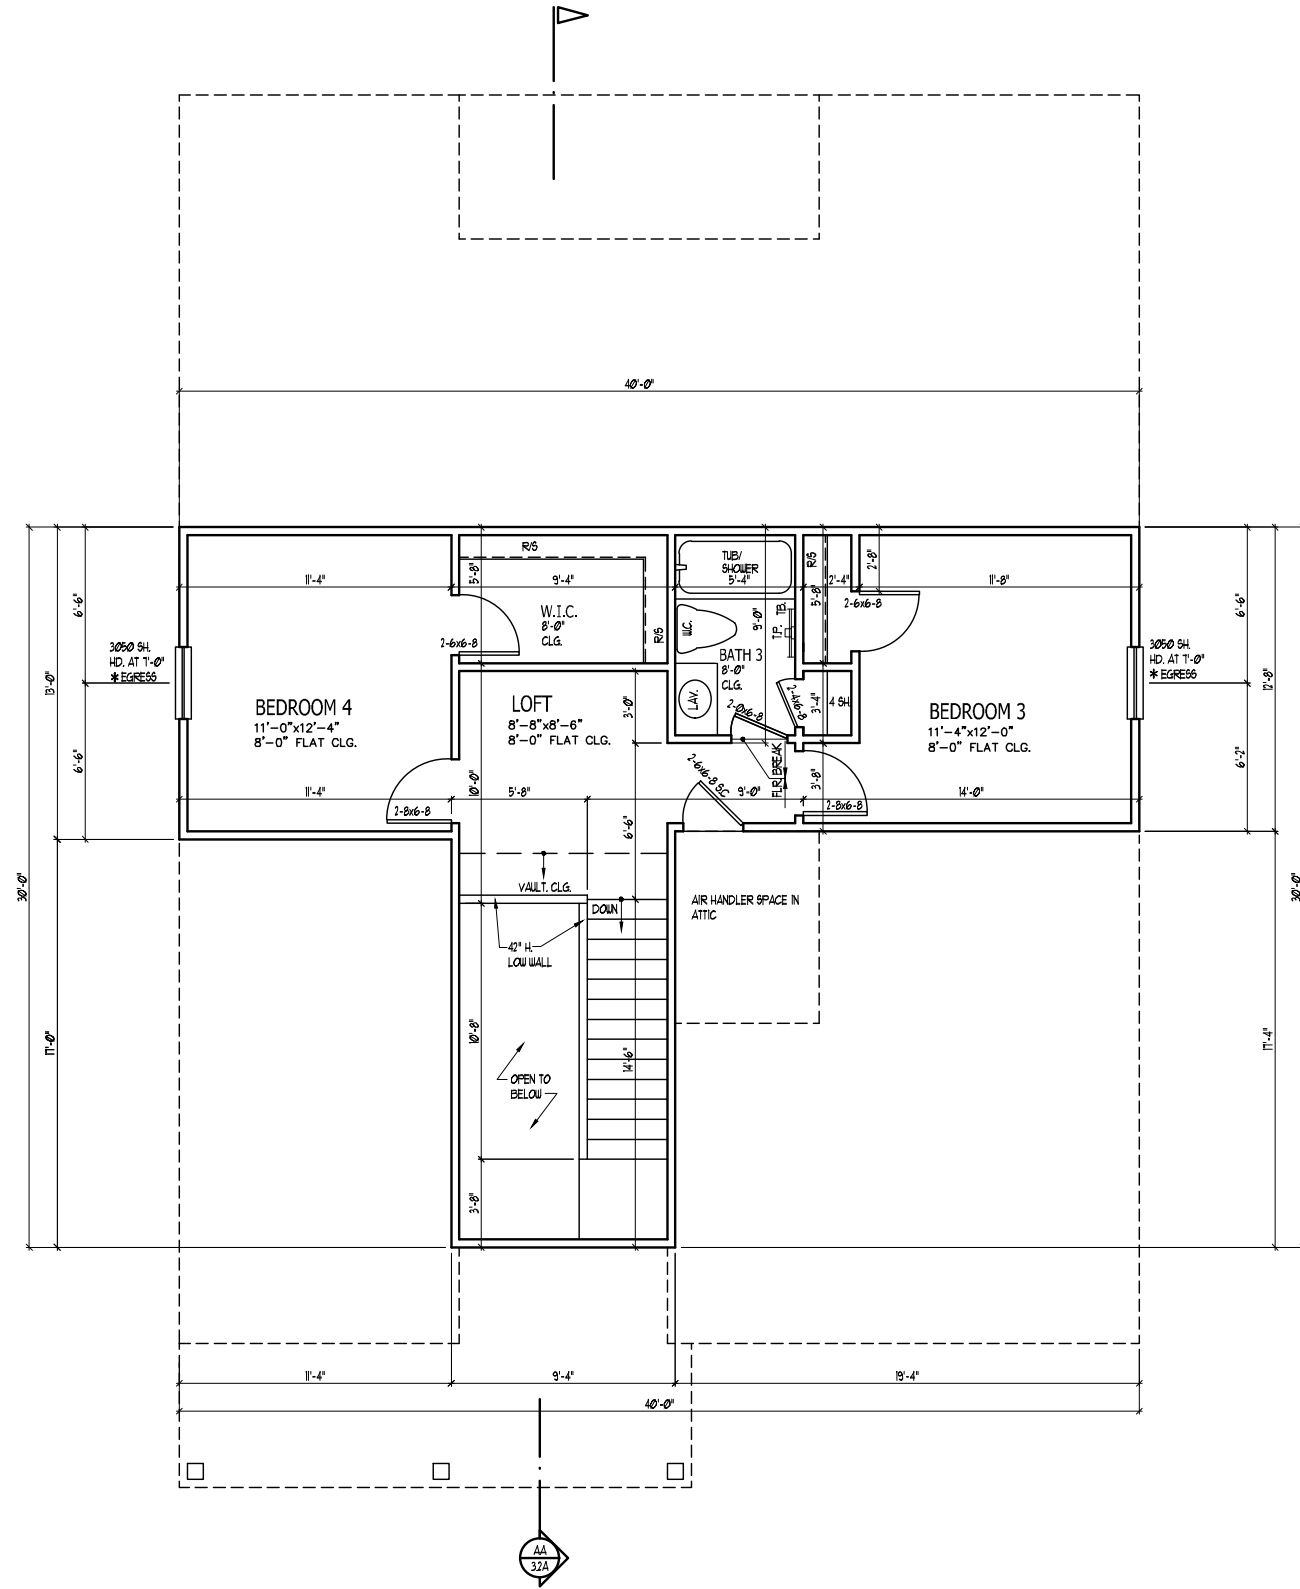 40'-0"
R/S
TUB/
SHOWER
R/S
2'-8"
5'-8"
11'-4"
9'-4"
5'-4"
2'-4"
11'-8"
5'-8"
6'-6"
6'-6"
W.I.C.
8'-0"
CLG.
W.C.
9'-0"
T.P.
T.B.
2-6x6-8
R/S
2-6x6-8
3050 SH.
HD. AT 7'-0"
* EGRESS
3050 SH.
HD. AT 7'-0"
* EGRESS
BATH 3
8'-0"
CLG.
13'-0"
12'-8"
LAV.
2-4x6-8
3'-4"
4 SH.
3'-0"
2-0x6-8
BEDROOM 4
11'-0"x12'-4"
8'-0" FLAT CLG.
LOFT
8'-8"x8'-6"
8'-0" FLAT CLG.
BEDROOM 3
11'-4"x12'-0"
8'-0" FLAT CLG.
6'-6"
6'-2"
10'-0"
2-6x6-8 S.C.
FLR. BREAK
3'-8"
11'-4"
5'-8"
9'-0"
14'-0"
2-8x6-8
2-8x6-8
6'-6"
30'-0"
30'-0"
VAULT. CLG.
DOWN
AIR HANDLER SPACE IN
ATTIC
42" H.
LOW WALL
10'-8"
14'-6"
17'-0"
17'-4"
OPEN TO
BELOW
3'-8"
11'-4"
9'-4"
19'-4"
40'-0"
AA
3.2A